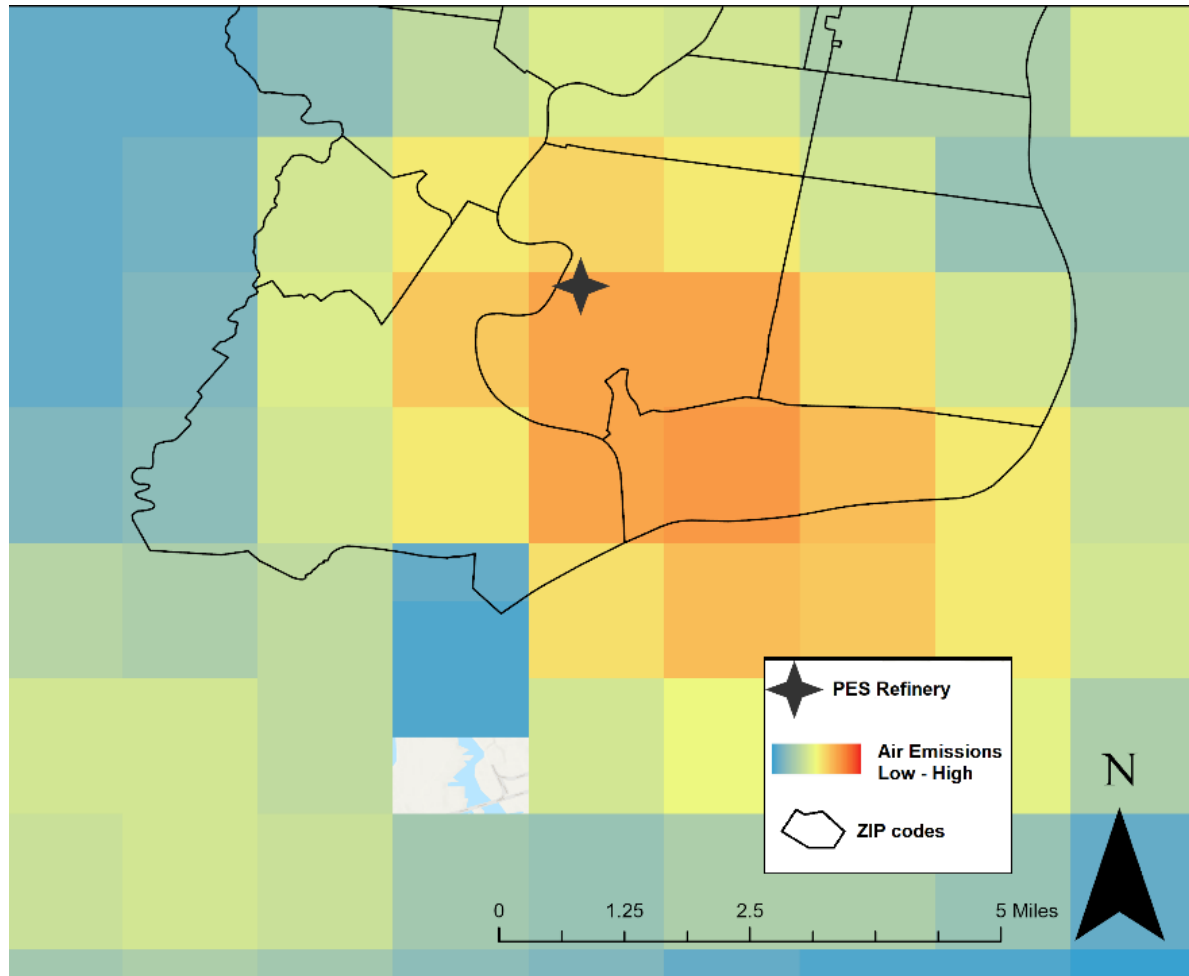 PES Refinery
Air Emissions
Low - High
ZIP codes
N
0 1.25 2.5 5 Miles